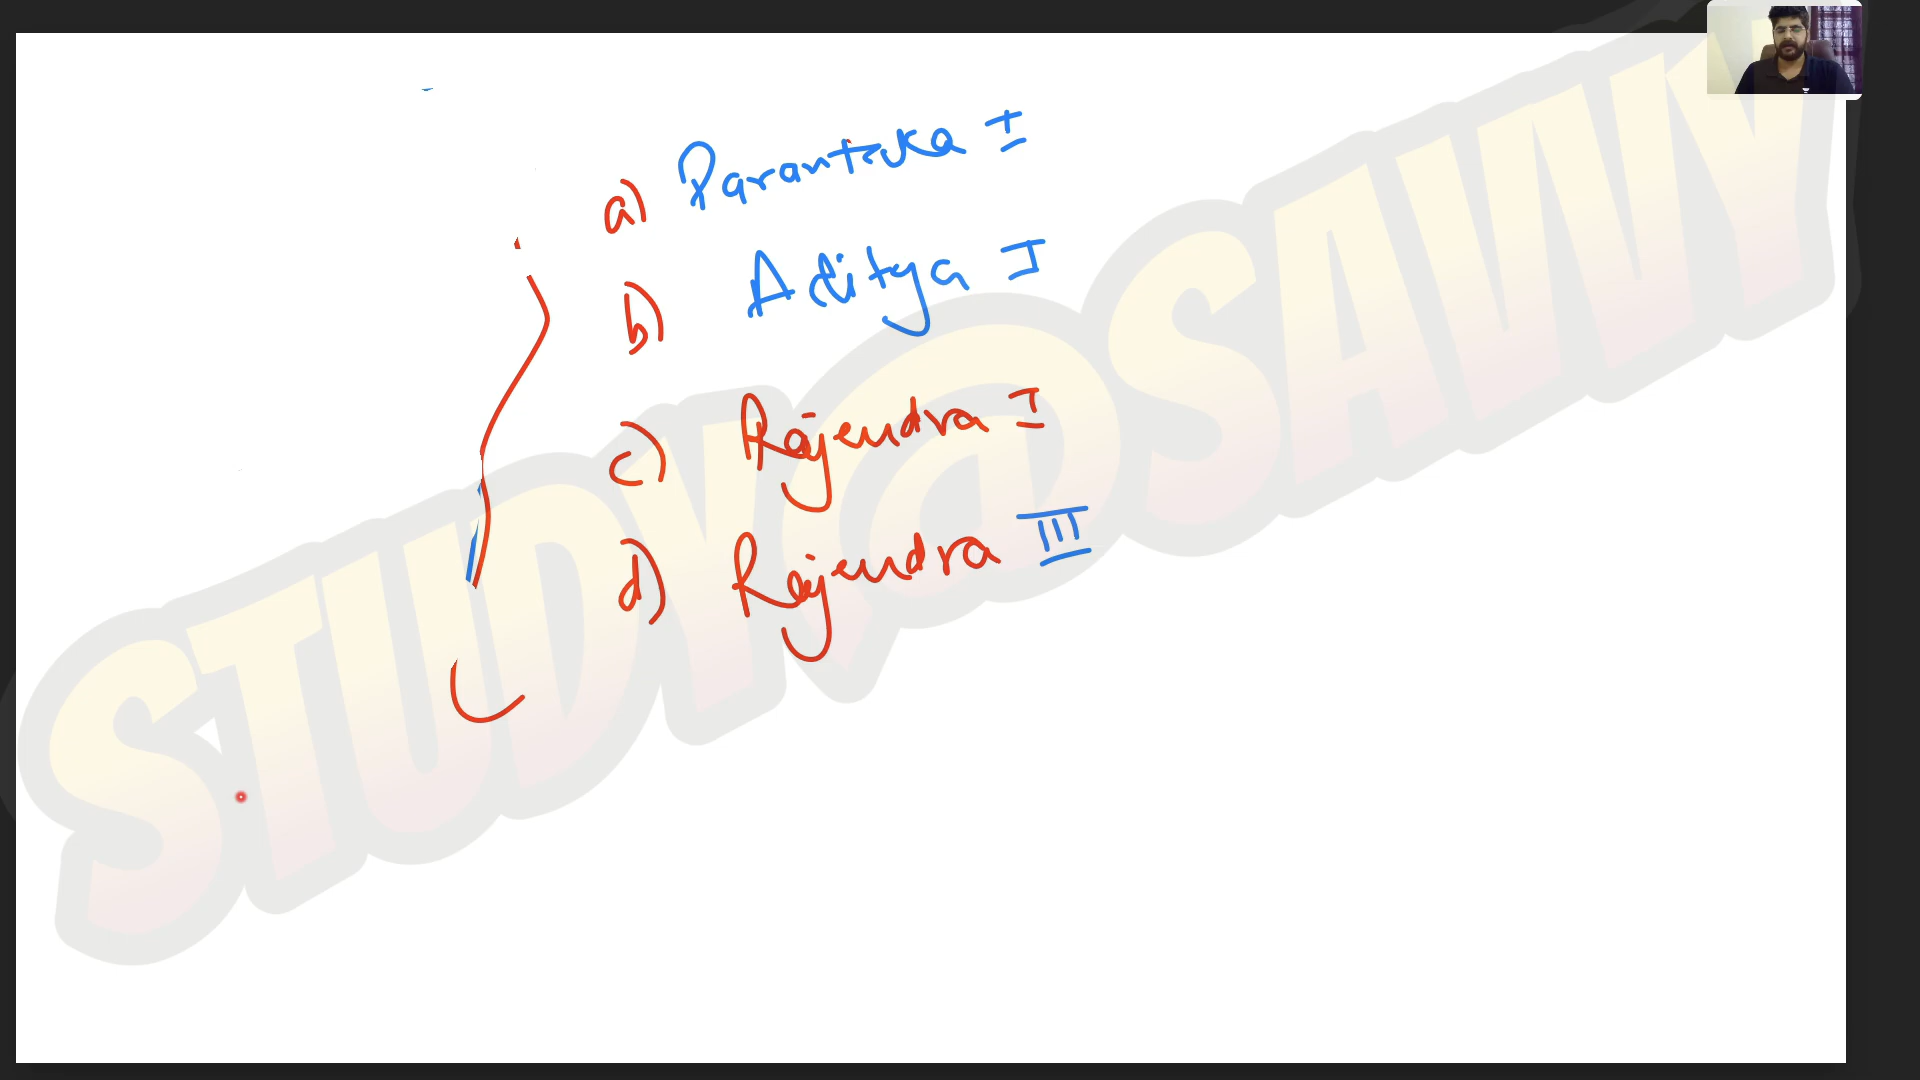 a) Parantaka I
b) Aditya I
c) Rajendra I
d) Rajendra III
STUDY@SAVVY